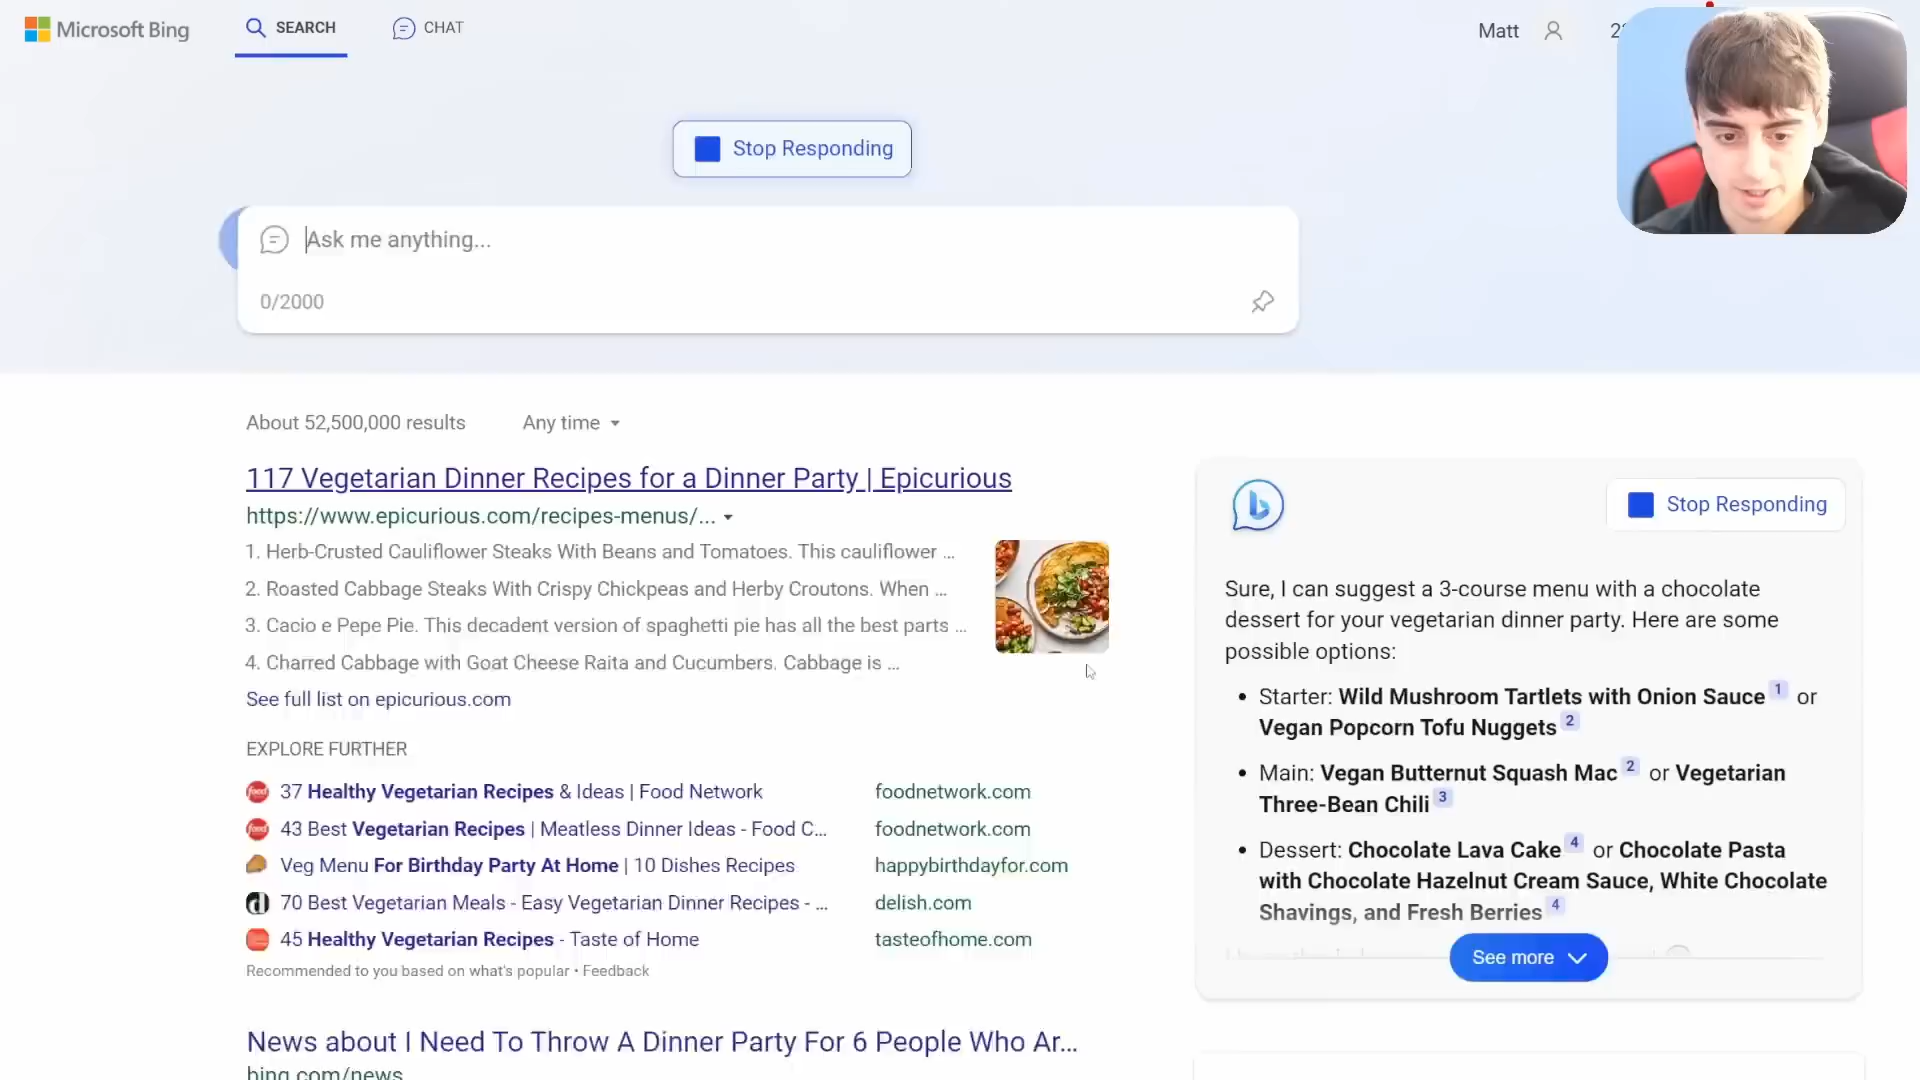 Microsoft Bing
SEARCH
CHAT
Matt
Stop Responding
Ask me anything...
0/2000
About 52,500,000 results
Any time
117 Vegetarian Dinner Recipes for a Dinner Party | Epicurious
https://www.epicurious.com/recipes-menus/...
1. Herb-Crusted Cauliflower Steaks With Beans and Tomatoes. This cauliflower ...
2. Roasted Cabbage Steaks With Crispy Chickpeas and Herby Croutons. When ...
3. Cacio e Pepe Pie. This decadent version of spaghetti pie has all the best parts ...
4. Charred Cabbage with Goat Cheese Raita and Cucumbers. Cabbage is ...
See full list on epicurious.com
EXPLORE FURTHER
37 Healthy Vegetarian Recipes & Ideas | Food Network foodnetwork.com
43 Best Vegetarian Recipes | Meatless Dinner Ideas - Food C... foodnetwork.com
Veg Menu For Birthday Party At Home | 10 Dishes Recipes happybirthdayfor.com
70 Best Vegetarian Meals - Easy Vegetarian Dinner Recipes - ... delish.com
45 Healthy Vegetarian Recipes - Taste of Home tasteofhome.com
Recommended to you based on what's popular • Feedback
News about I Need To Throw A Dinner Party For 6 People Who Ar...
bing.com/news
Stop Responding
Sure, I can suggest a 3-course menu with a chocolate
dessert for your vegetarian dinner party. Here are some
possible options:
• Starter: Wild Mushroom Tartlets with Onion Sauce 1 or
Vegan Popcorn Tofu Nuggets 2
• Main: Vegan Butternut Squash Mac 2 or Vegetarian
Three-Bean Chili 3
• Dessert: Chocolate Lava Cake 4 or Chocolate Pasta
with Chocolate Hazelnut Cream Sauce, White Chocolate
Shavings, and Fresh Berries 4
See more